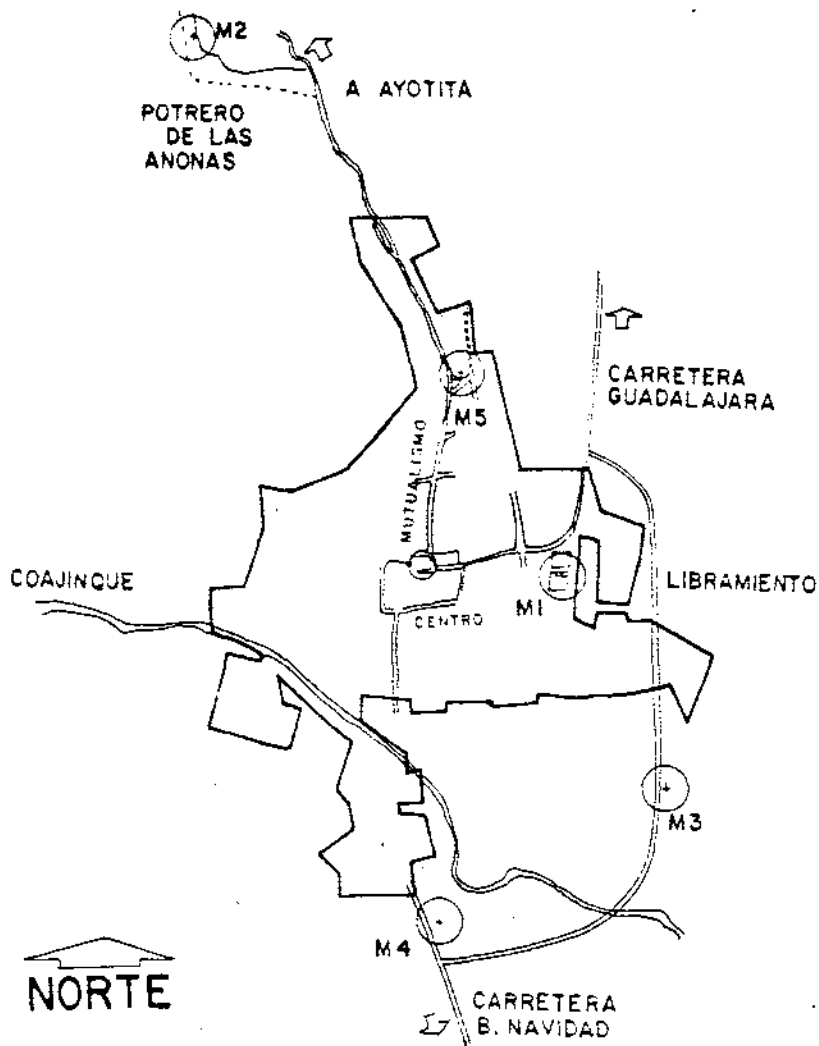 M2
A AYOTITA
POTRERO
DE LAS
ANONAS
CARRETERA
GUADALAJARA
M5
MUTUALISMO
COAJINQUE
LIBRAMIENTO
M1
CENTRO
M3
M4
NORTE
CARRETERA
B. NAVIDAD